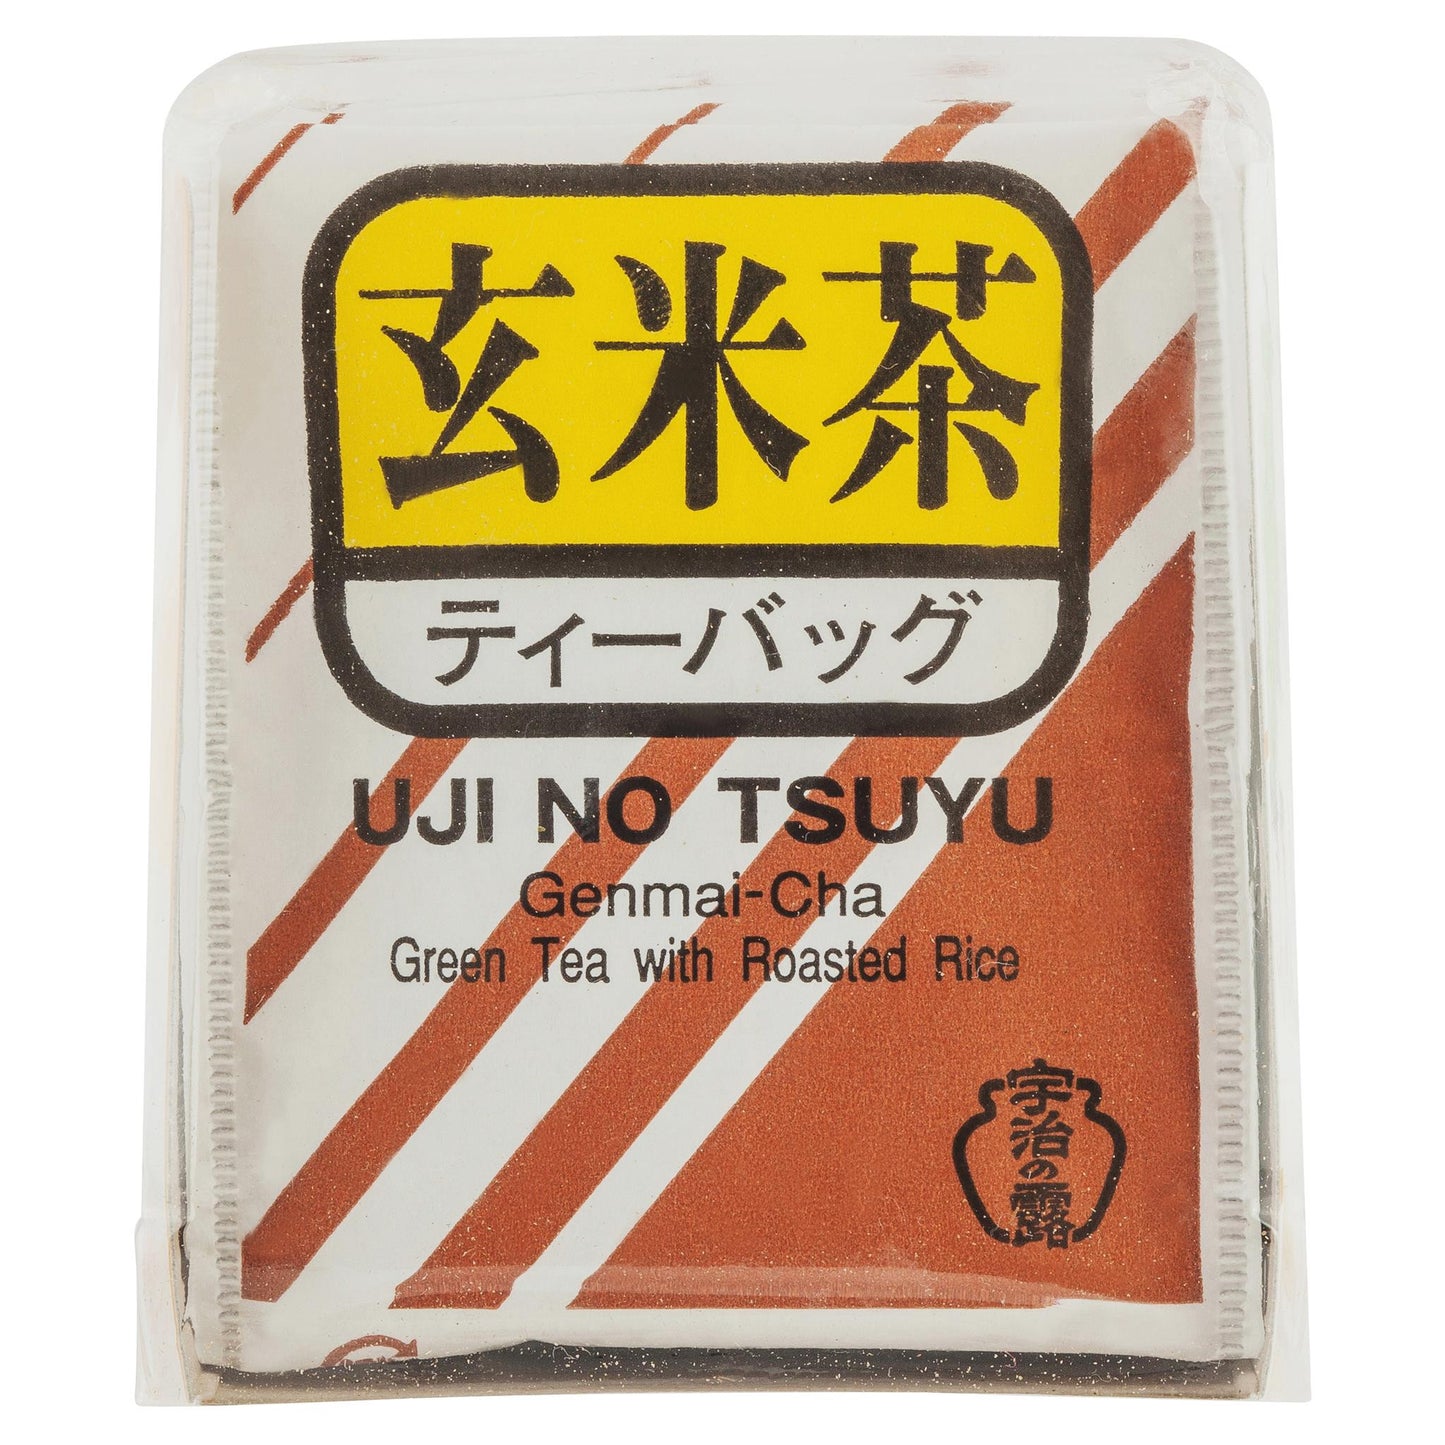 玄米茶
ティーバッグ
UJI NO TSUYU
Genmai-Cha
Green Tea with Roasted Rice
宇治の露